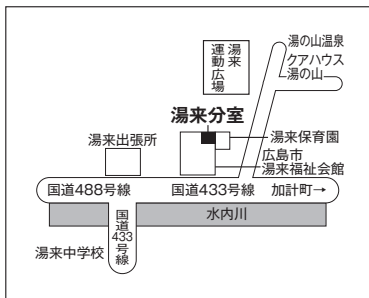 湯の山温泉
クアハウス
湯の山
湯来
運動広場
湯来分室
湯来出張所
湯来保育園
広島市
湯来福祉会館
国道488号線
国道433号線
加計町→
水内川
国道433号線
湯来中学校